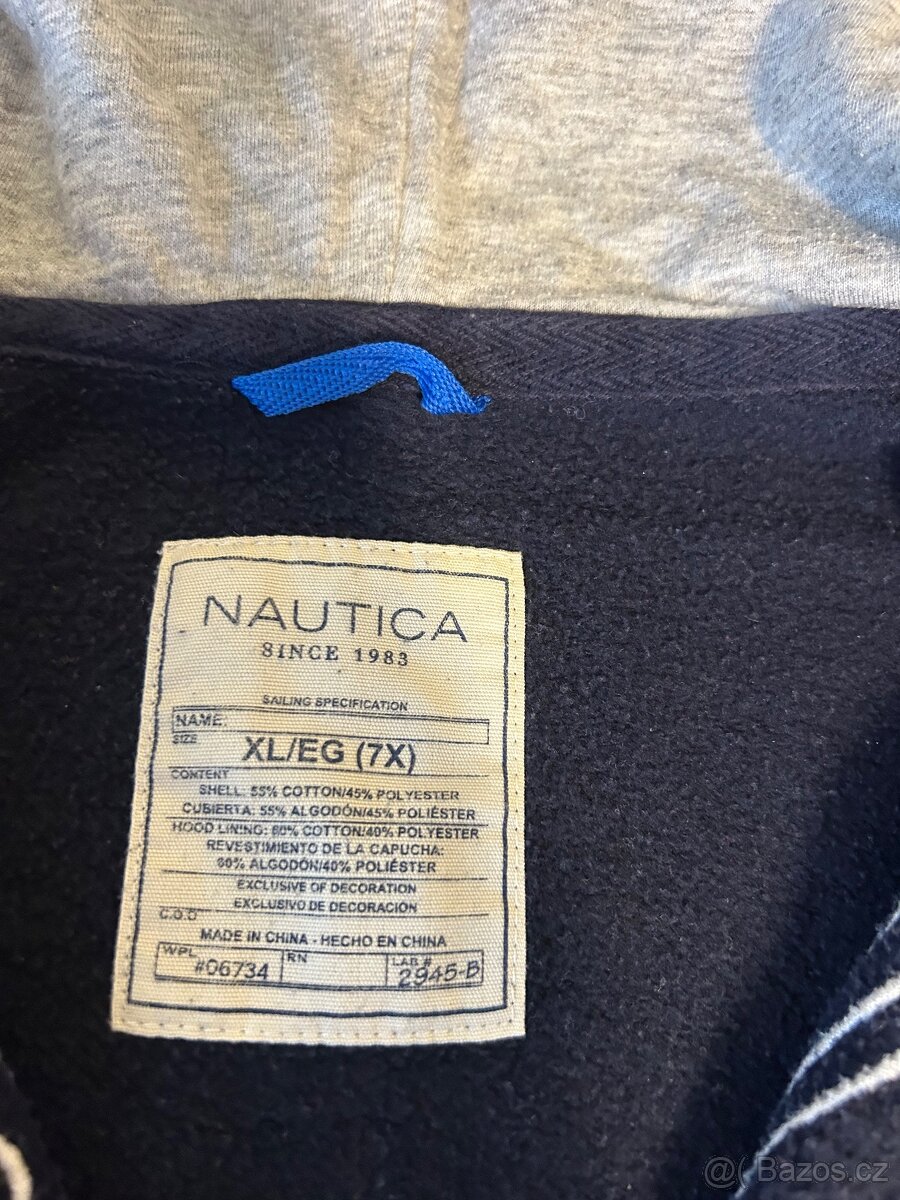 NAUTICA
SINCE 1983
SAILING SPECIFICATION
NAME:
SIZE
XL/EG (7X)
CONTENT
SHELL: 55% COTTON/45% POLYESTER
CUBIERTA: 55% ALGODÓN/45% POLIÉSTER
HOOD LINING: 60% COTTON/40% POLYESTER
REVESTIMIENTO DE LA CAPUCHA:
60% ALGODÓN/40% POLIÉSTER
EXCLUSIVE OF DECORATION
EXCLUSIVO DE DECORACION
C.O.O
MADE IN CHINA - HECHO EN CHINA
WPL #06734 RN LAB # 2945-B
@ Bazos.cz